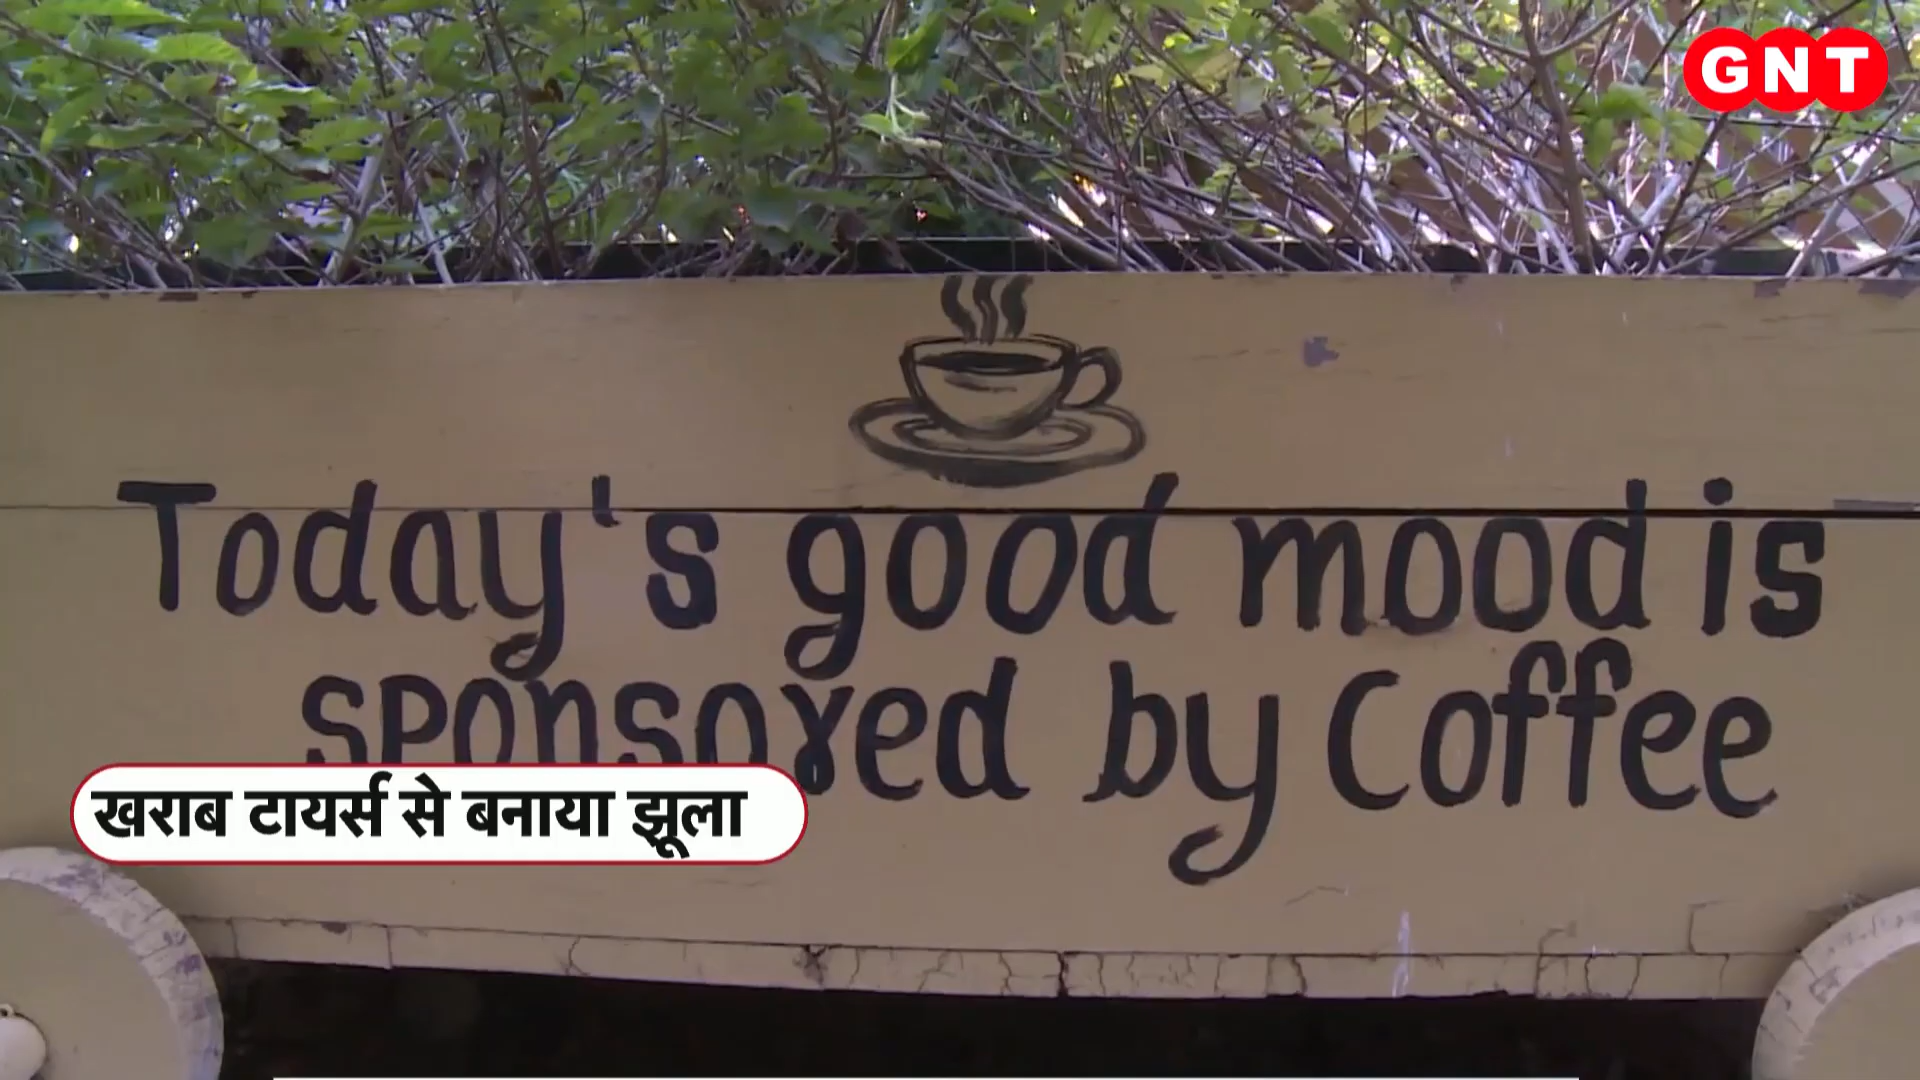 GNT
Today's good mood is
sponsored by Coffee
खराब टायर्स से बनाया झूला